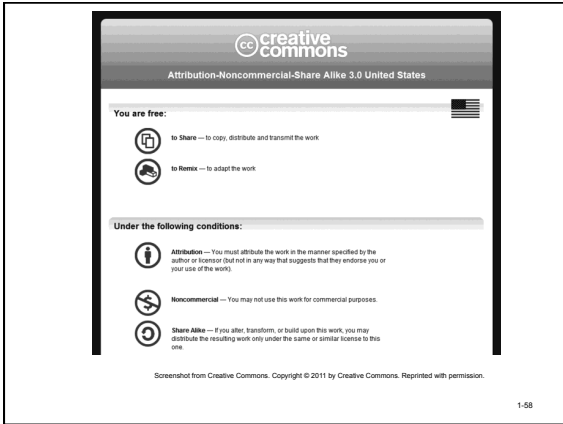 cc creative
commons
Attribution-Noncommercial-Share Alike 3.0 United States
You are free:
to Share — to copy, distribute and transmit the work
to Remix — to adapt the work
Under the following conditions:
Attribution — You must attribute the work in the manner specified by the
author or licensor (but not in any way that suggests that they endorse you or
your use of the work).
$
Noncommercial — You may not use this work for commercial purposes.
Share Alike — If you alter, transform, or build upon this work, you may
distribute the resulting work only under the same or similar license to this
one.
Screenshot from Creative Commons. Copyright © 2011 by Creative Commons. Reprinted with permission.
1-58